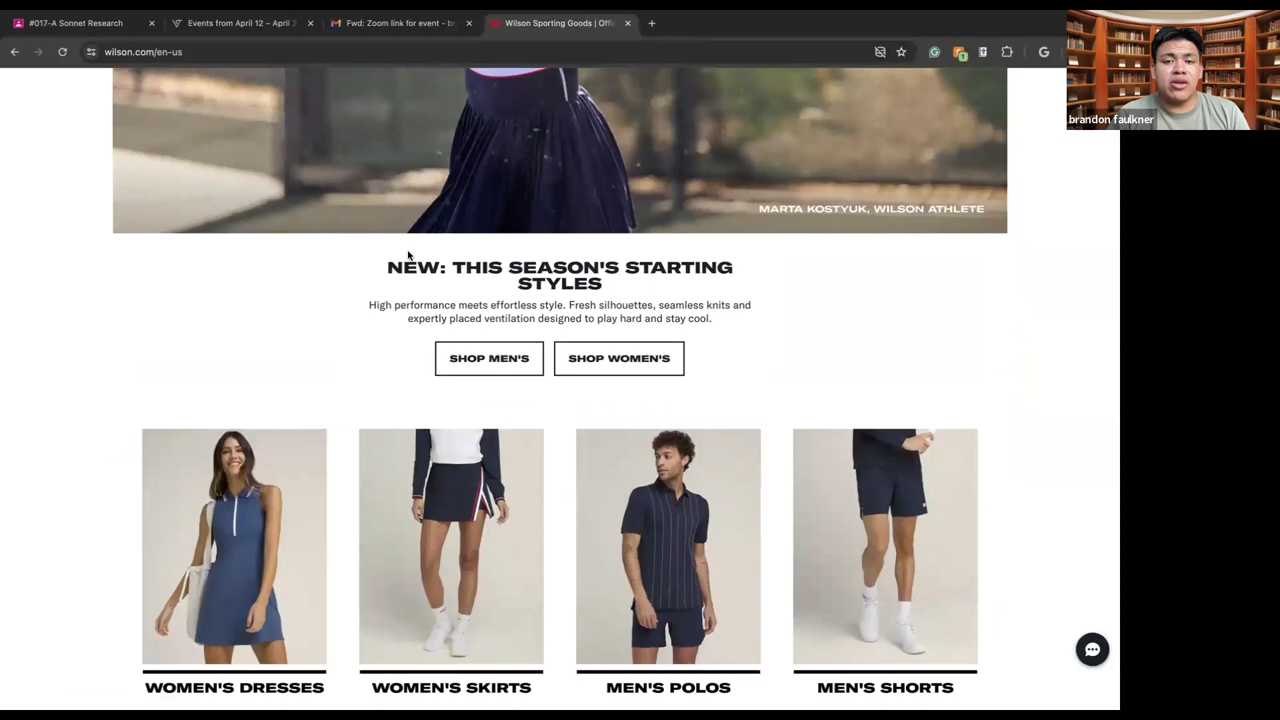 #017-A Sonnet Research
Events from April 12 – April 3
Fwd: Zoom link for event - br
Wilson Sporting Goods | Offi
wilson.com/en-us
brandon faulkner
MARTA KOSTYUK, WILSON ATHLETE
NEW: THIS SEASON'S STARTING
STYLES
High performance meets effortless style. Fresh silhouettes, seamless knits and
expertly placed ventilation designed to play hard and stay cool.
SHOP MEN'S
SHOP WOMEN'S
WOMEN'S DRESSES
WOMEN'S SKIRTS
MEN'S POLOS
MEN'S SHORTS